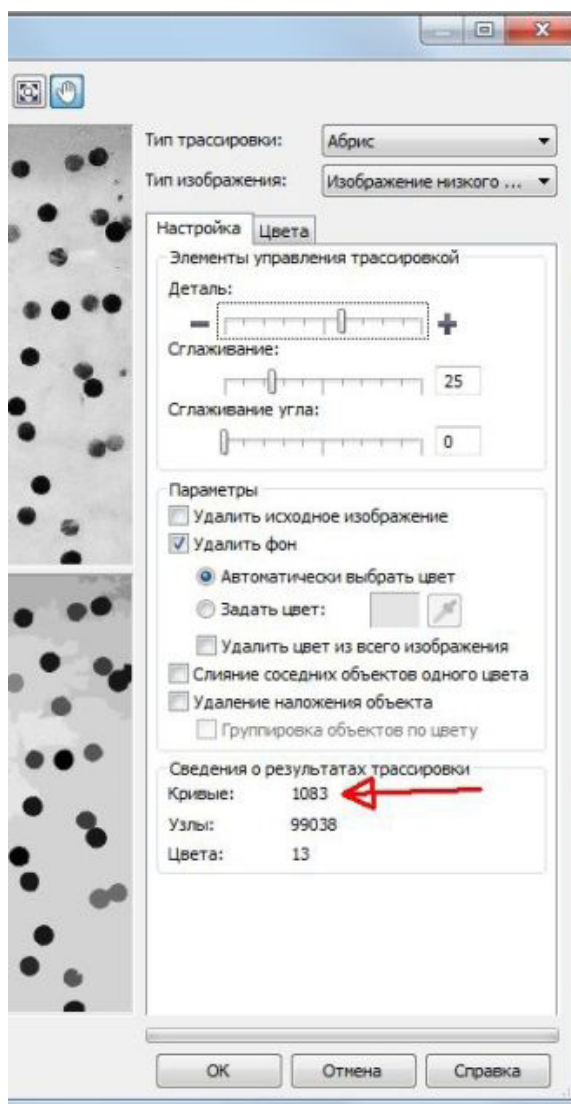 Тип трассировки: Абрис
Тип изображения: Изображение низкого ...
Настройка Цвета
Элементы управления трассировкой
Деталь:
Сглаживание:
25
Сглаживание угла:
0
Параметры
Удалить исходное изображение
Удалить фон
Автоматически выбрать цвет
Задать цвет:
Удалить цвет из всего изображения
Слияние соседних объектов одного цвета
Удаление наложения объекта
Группировка объектов по цвету
Сведения о результатах трассировки
Кривые: 1083
Узлы: 99038
Цвета: 13
ОК Отмена Справка